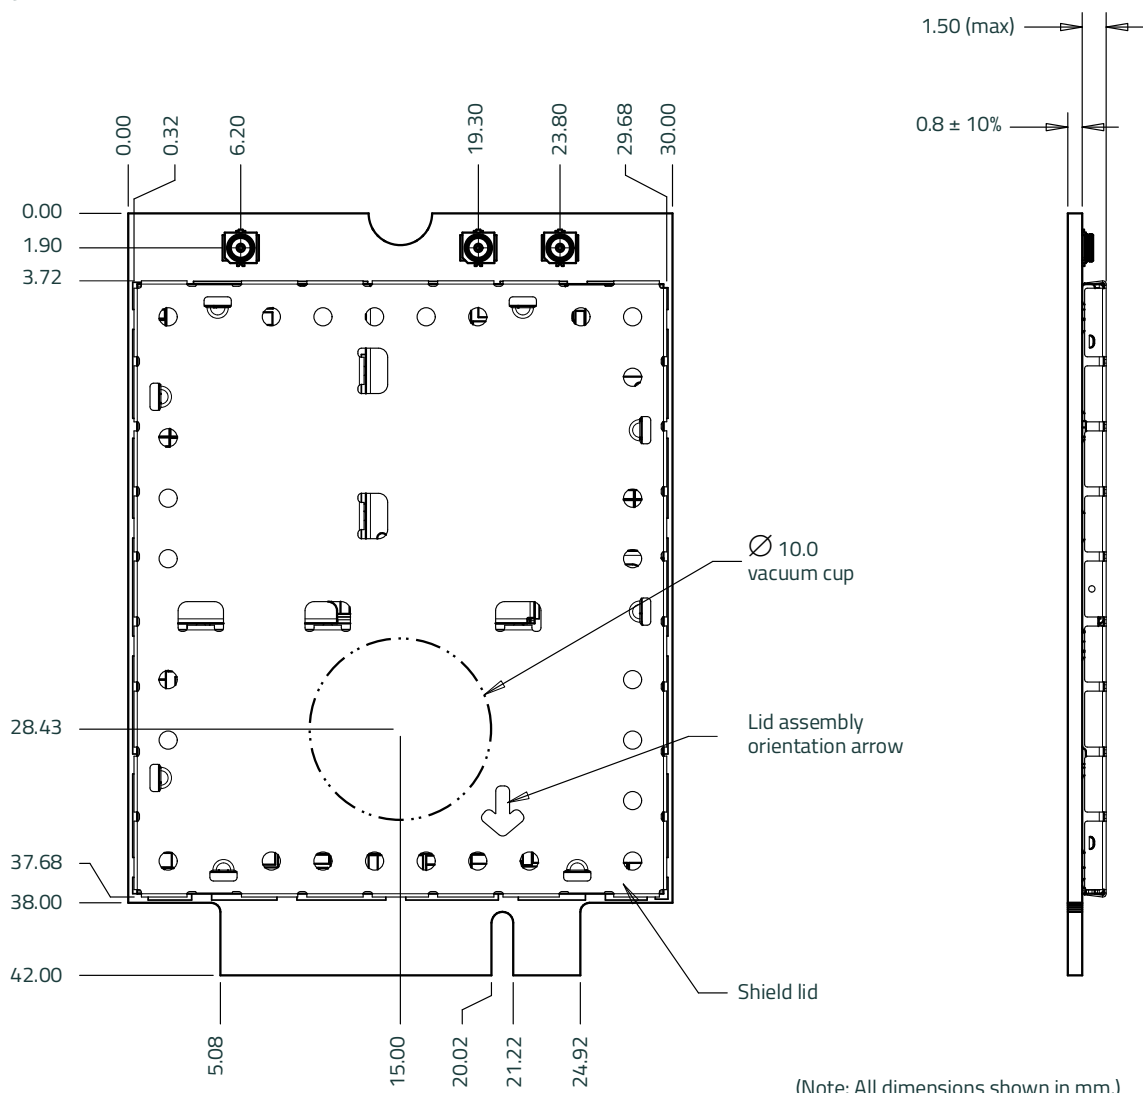 1.50 (max)
0.8 ± 10%
0.00
0.32
6.20
19.30
23.80
29.68
30.00
0.00
1.90
3.72
Ø 10.0
vacuum cup
28.43
Lid assembly
orientation arrow
37.68
38.00
42.00
Shield lid
5.08
15.00
20.02
21.22
24.92
(Note: All dimensions shown in mm.)